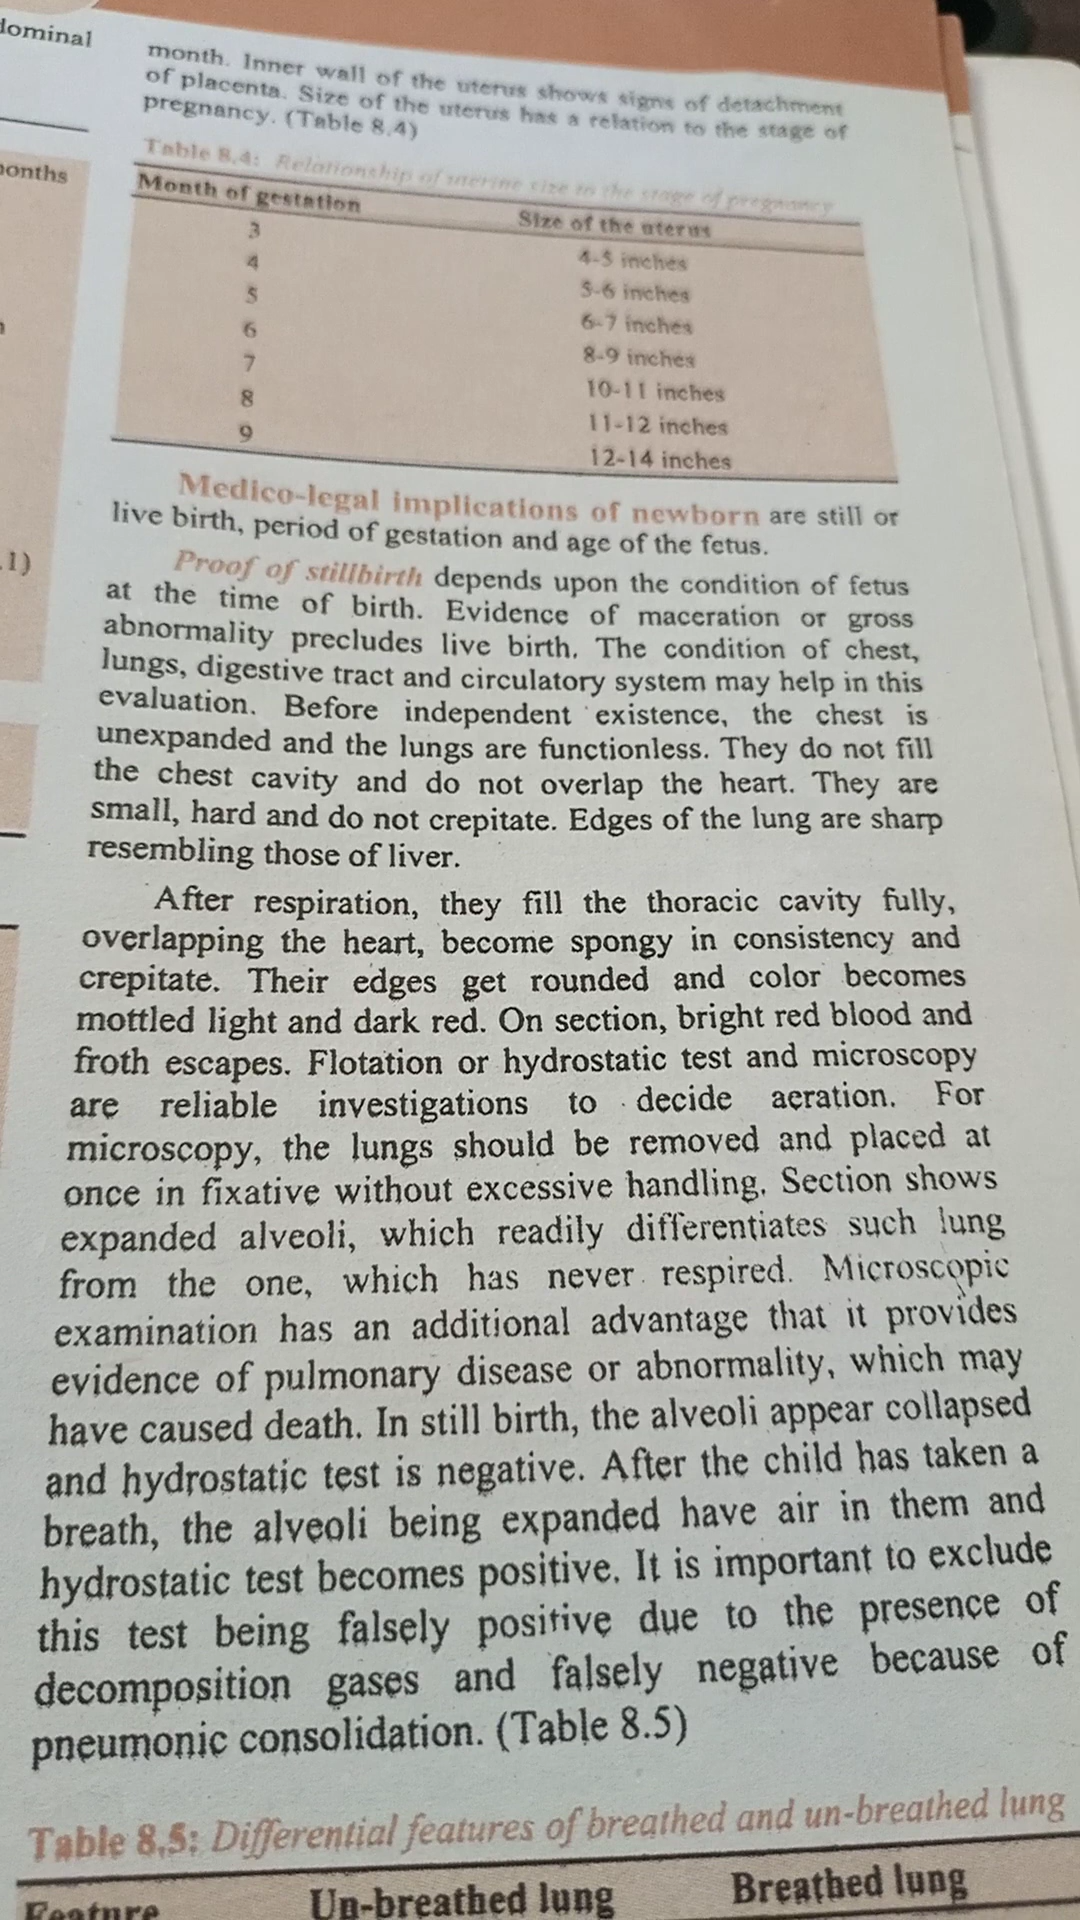 dominal
onths
.1)
month. Inner wall of the uterus shows signs of detachment
of placenta. Size of the uterus has a relation to the stage of
pregnancy. (Table 8.4)
Table 8.4: Relationship of uterine size to the stage of pregnancy
Month of gestation Size of the uterus
3 4-5 inches
4 5-6 inches
5 6-7 inches
6 8-9 inches
7 10-11 inches
8 11-12 inches
9 12-14 inches
Medico-legal implications of newborn are still or
live birth, period of gestation and age of the fetus.
Proof of stillbirth depends upon the condition of fetus
at the time of birth. Evidence of maceration or gross
abnormality precludes live birth. The condition of chest,
lungs, digestive tract and circulatory system may help in this
evaluation. Before independent existence, the chest is
unexpanded and the lungs are functionless. They do not fill
the chest cavity and do not overlap the heart. They are
small, hard and do not crepitate. Edges of the lung are sharp
resembling those of liver.
After respiration, they fill the thoracic cavity fully,
overlapping the heart, become spongy in consistency and
crepitate. Their edges get rounded and color becomes
mottled light and dark red. On section, bright red blood and
froth escapes. Flotation or hydrostatic test and microscopy
are reliable investigations to decide aeration. For
microscopy, the lungs should be removed and placed at
once in fixative without excessive handling. Section shows
expanded alveoli, which readily differentiates such lung
from the one, which has never respired. Microscopic
examination has an additional advantage that it provides
evidence of pulmonary disease or abnormality, which may
have caused death. In still birth, the alveoli appear collapsed
and hydrostatic test is negative. After the child has taken a
breath, the alveoli being expanded have air in them and
hydrostatic test becomes positive. It is important to exclude
this test being falsely positive due to the presence of
decomposition gases and falsely negative because of
pneumonic consolidation. (Table 8.5)
Table 8.5: Differential features of breathed and un-breathed lung
Feature Un-breathed lung Breathed lung